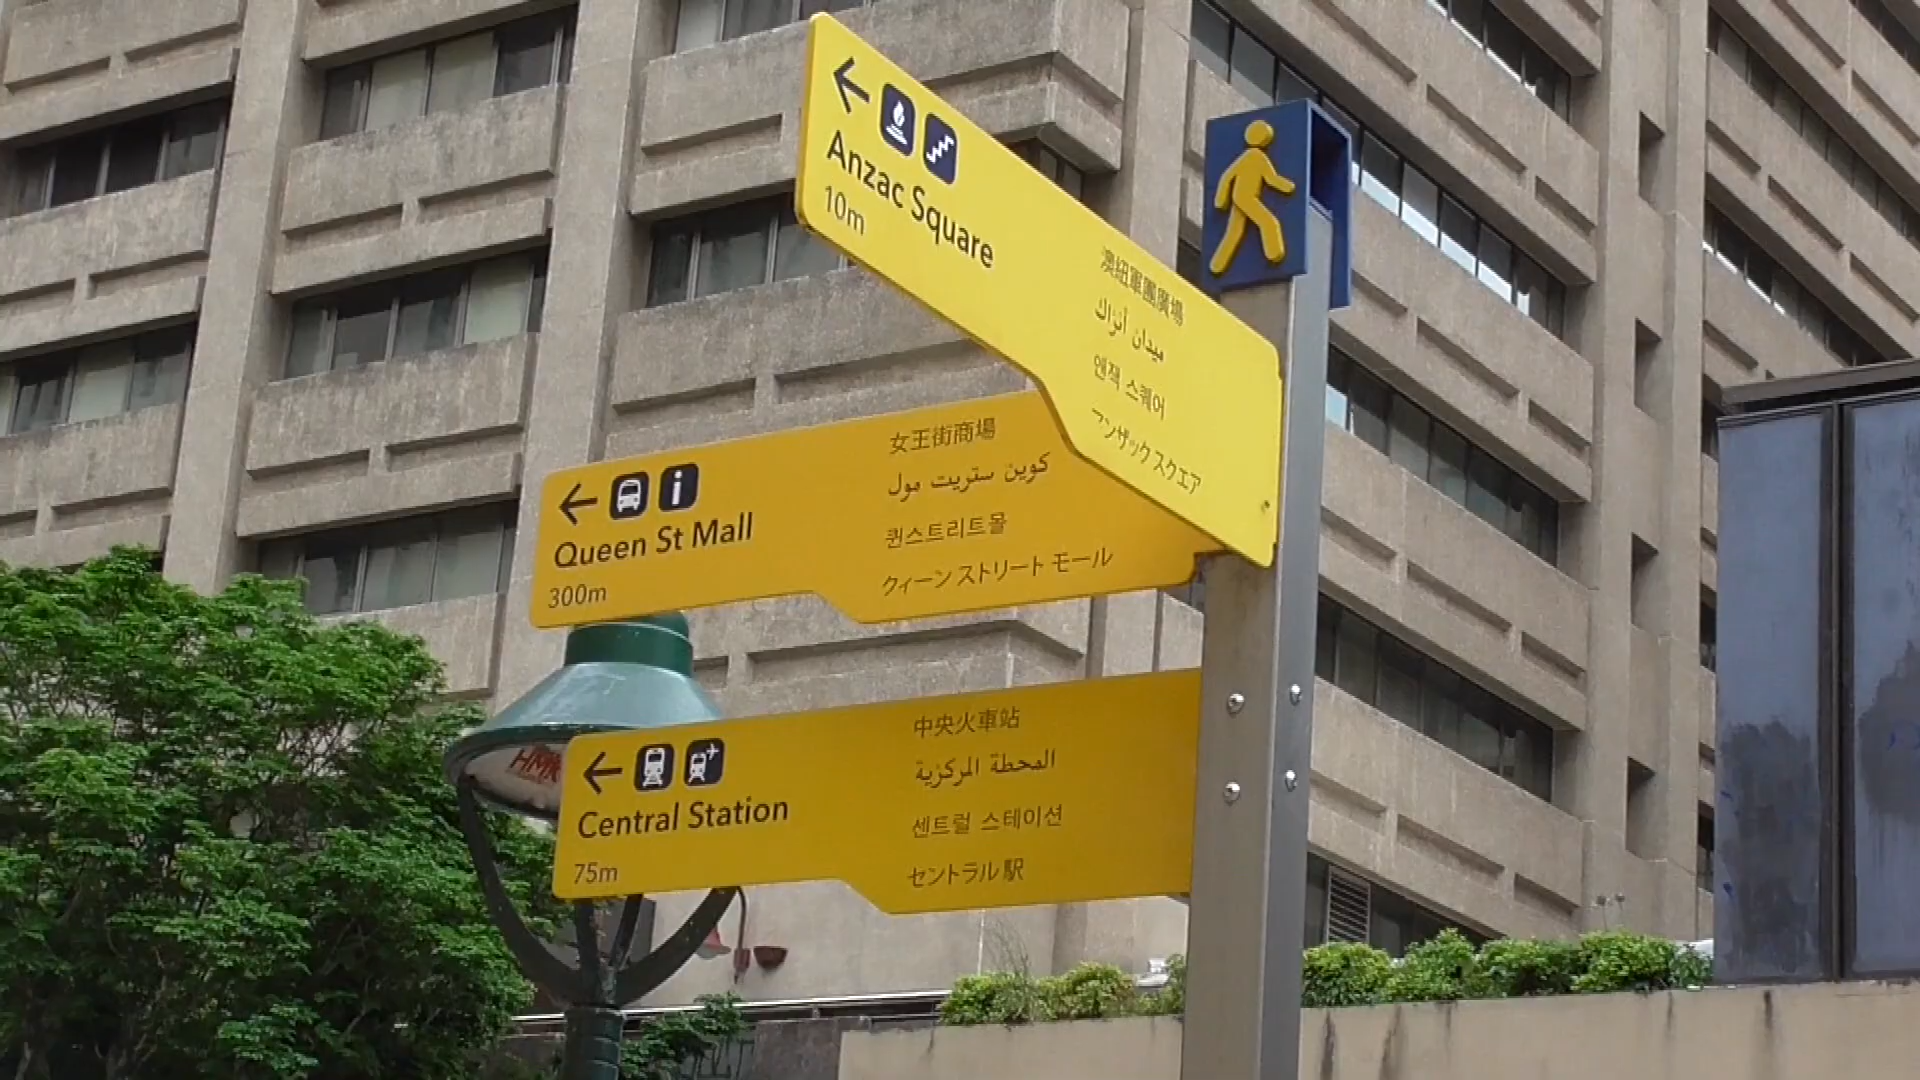 Anzac Square
10m
澳紐軍團廣場
ميدان أنزاك
앤잭 스퀘어
アンザック スクエア
Queen St Mall
300m
女王街商場
كوين ستريت مول
퀸스트리트몰
クィーン ストリート モール
Central Station
75m
中央火車站
المحطة المركزية
센트럴 스테이션
セントラル駅